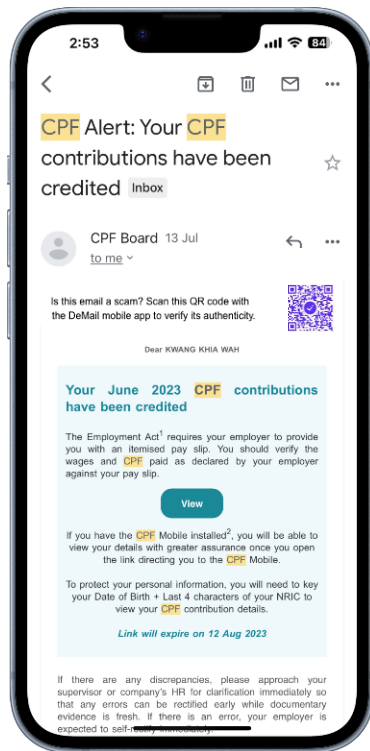 2:53
84
CPF Alert: Your CPF
contributions have been
credited Inbox
CPF Board 13 Jul
to me
Is this email a scam? Scan this QR code with
the DeMail mobile app to verify its authenticity.
Dear KWANG KHIA WAH
Your June 2023 CPF contributions
have been credited
The Employment Act1 requires your employer to provide
you with an itemised pay slip. You should verify the
wages and CPF paid as declared by your employer
against your pay slip.
View
If you have the CPF Mobile installed2, you will be able to
view your details with greater assurance once you open
the link directing you to the CPF Mobile.
To protect your personal information, you will need to key
your Date of Birth + Last 4 characters of your NRIC to
view your CPF contribution details.
Link will expire on 12 Aug 2023
If there are any discrepancies, please approach your
supervisor or company's HR for clarification immediately so
that any errors can be rectified early while documentary
evidence is fresh. If there is an error, your employer is
expected to self-rectify immediately.